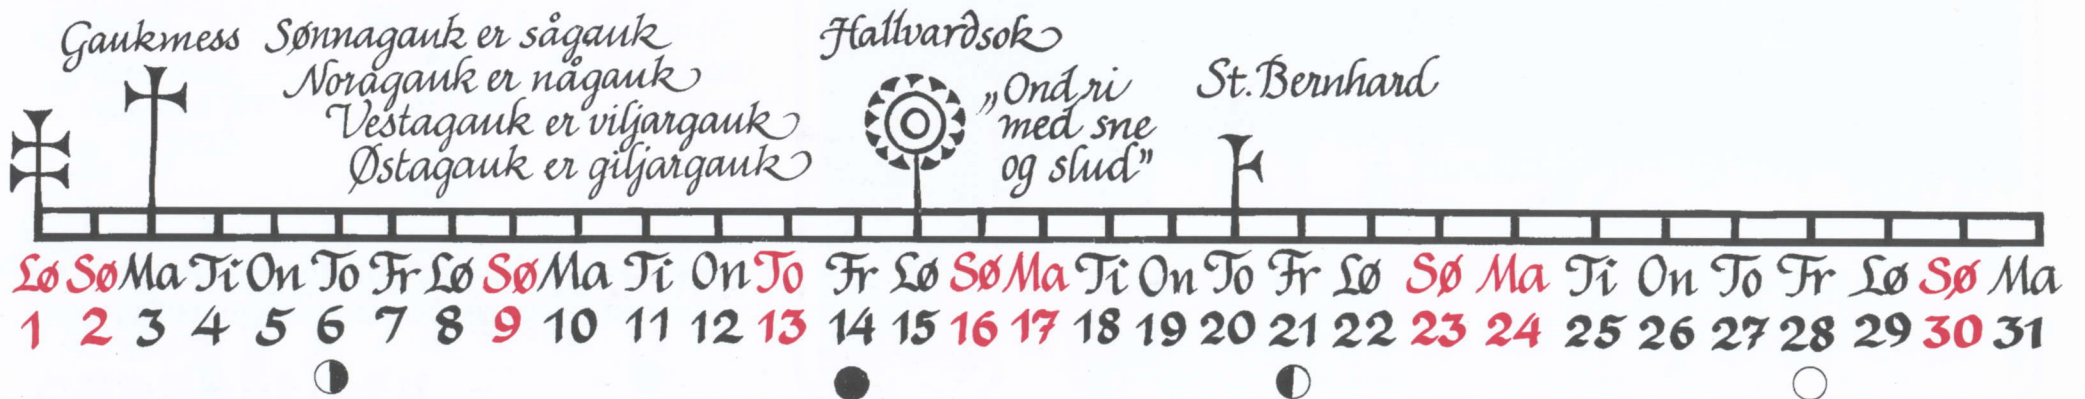 Gaukmess
Sønnagauk er sågauk
Noragauk er någauk
Vestagauk er viljargauk
Østagauk er giljargauk
Hallvardsok
„Ond ri
med sne
og slud”
St. Bernhard
Lø Sø Ma Ti On To Fr Lø Sø Ma Ti On To Fr Lø Sø Ma Ti On To Fr Lø Sø Ma Ti On To Fr Lø Sø Ma
1 2 3 4 5 6 7 8 9 10 11 12 13 14 15 16 17 18 19 20 21 22 23 24 25 26 27 28 29 30 31